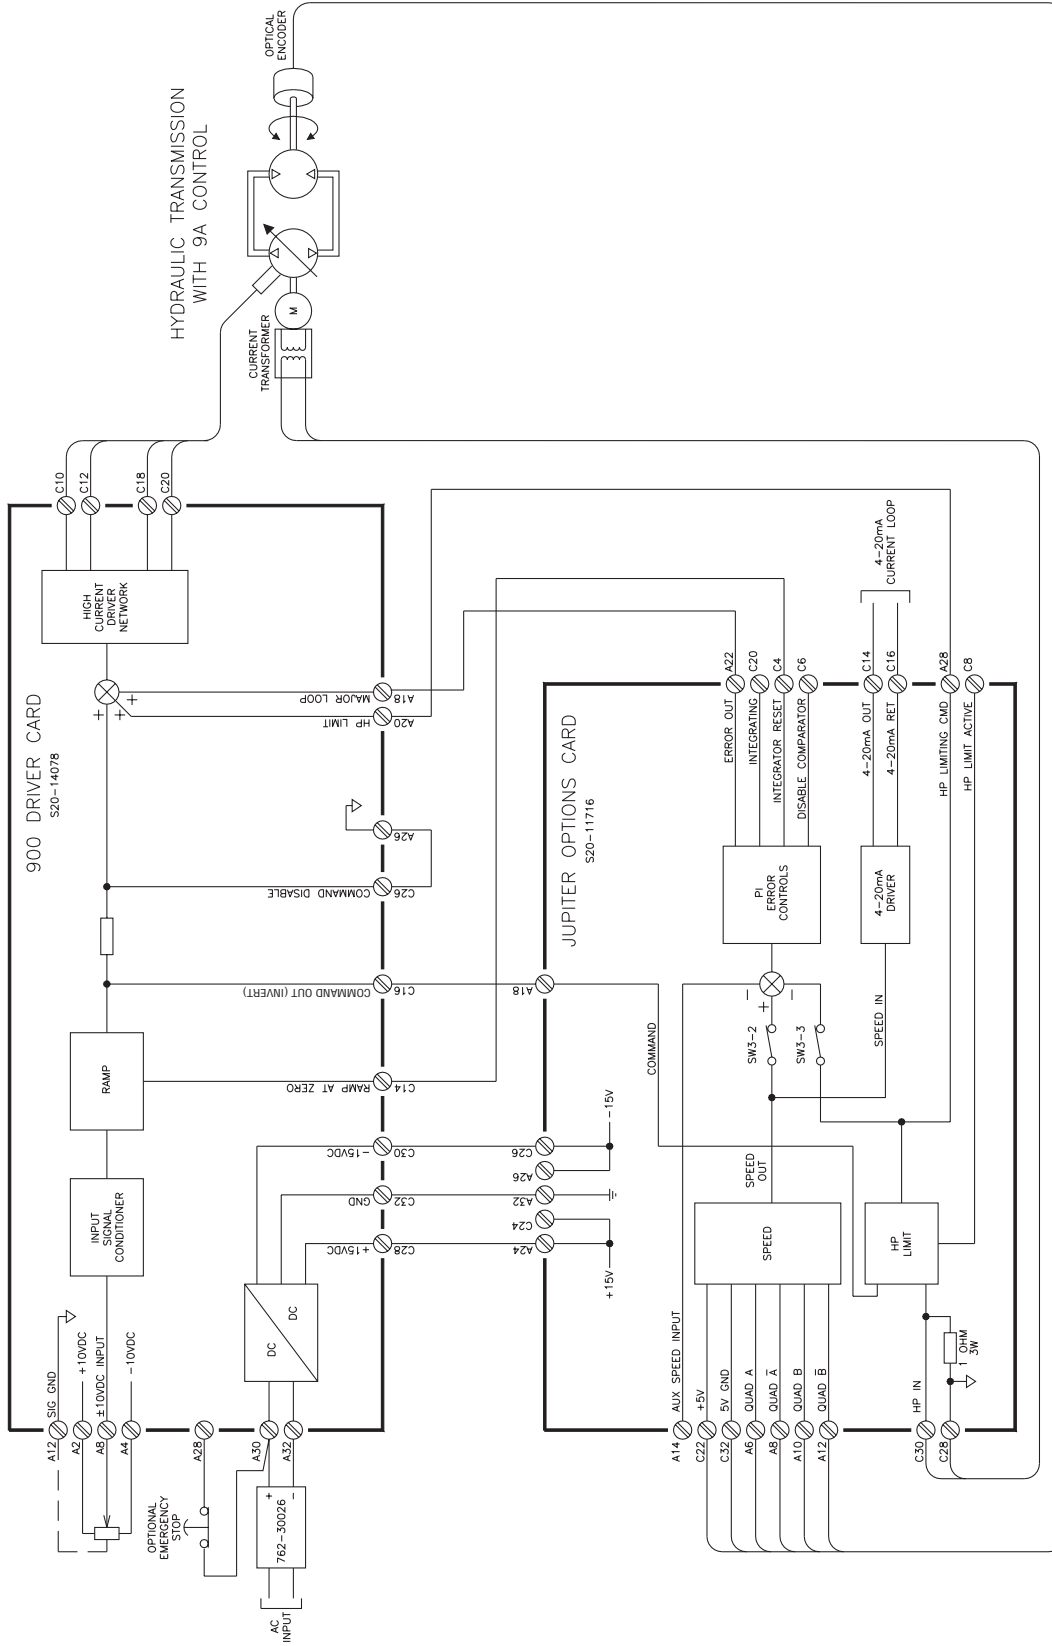 HYDRAULIC TRANSMISSION
WITH 9A CONTROL
OPTICAL
ENCODER
CURRENT
TRANSFORMER
M
900 DRIVER CARD
S20-14078
A12
SIG GND
A2
+10VDC
A8
±10VDC INPUT
A4
-10VDC
INPUT
SIGNAL
CONDITIONER
RAMP
HIGH
CURRENT
DRIVER
NETWORK
C10
C12
C18
C20
+
+
+
OPTIONAL
EMERGENCY
STOP
A28
A30
A32
AC
INPUT
762-30026
+
-
DC
DC
+15VDC
C28
GND
C32
-15VDC
C30
RAMP AT ZERO
C14
COMMAND OUT (INVERT)
C16
COMMAND DISABLE
C26
A26
HP LIMIT
A20
MAJOR LOOP
A18
JUPITER OPTIONS CARD
S20-11716
A24
C24
A32
A26
C26
A18
+15V
-15V
COMMAND
A14
AUX SPEED INPUT
C22
+5V
C32
5V GND
A6
QUAD A
A8
QUAD A̅
A10
QUAD B
A12
QUAD B̅
SPEED
SPEED
OUT
SW3-2
SW3-3
+
-
-
SPEED IN
PI
ERROR
CONTROLS
ERROR OUT
A22
INTEGRATING
C20
INTEGRATOR RESET
C4
DISABLE COMPARATOR
C6
4-20mA
DRIVER
4-20mA OUT
C14
4-20mA RET
C16
4-20mA
CURRENT LOOP
HP LIMITING CMD
A28
HP LIMIT ACTIVE
C8
HP
LIMIT
HP IN
C30
C28
1 OHM
3W